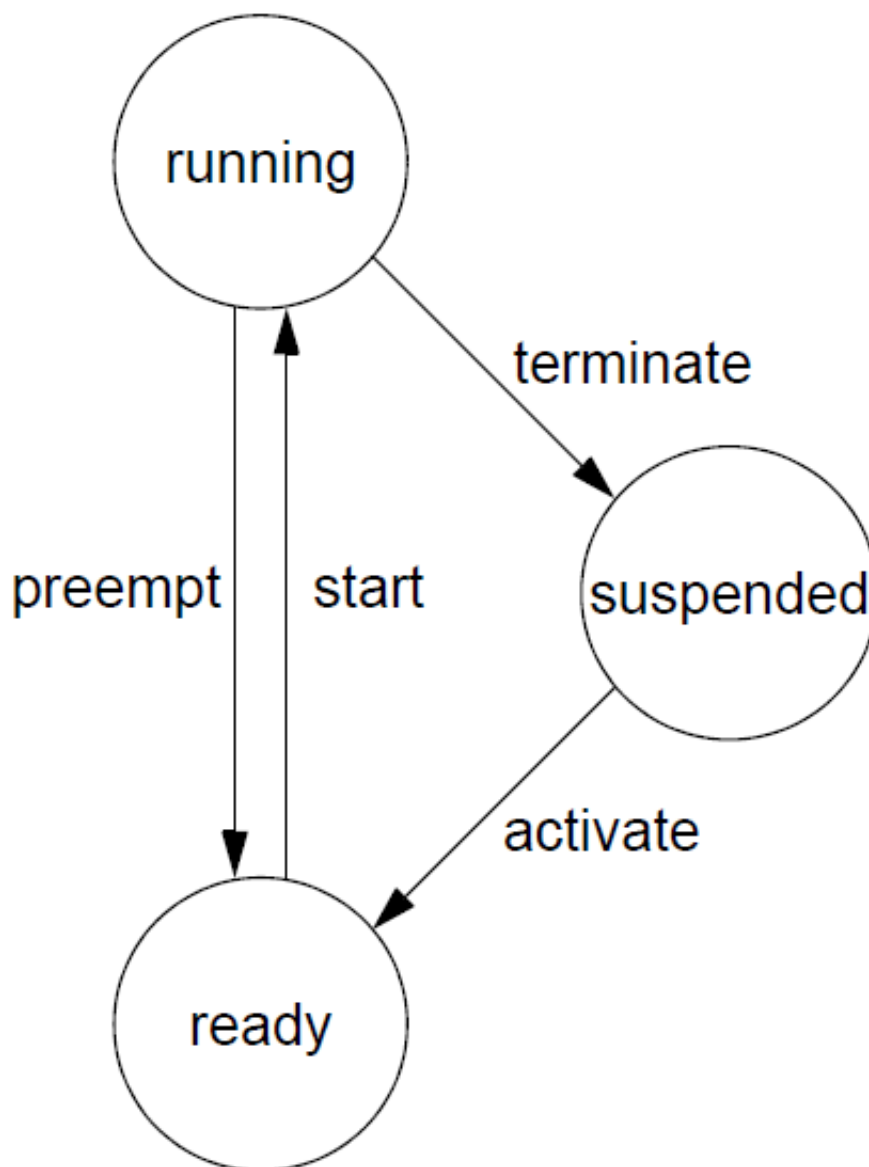 running
terminate
preempt
start
suspended
activate
ready